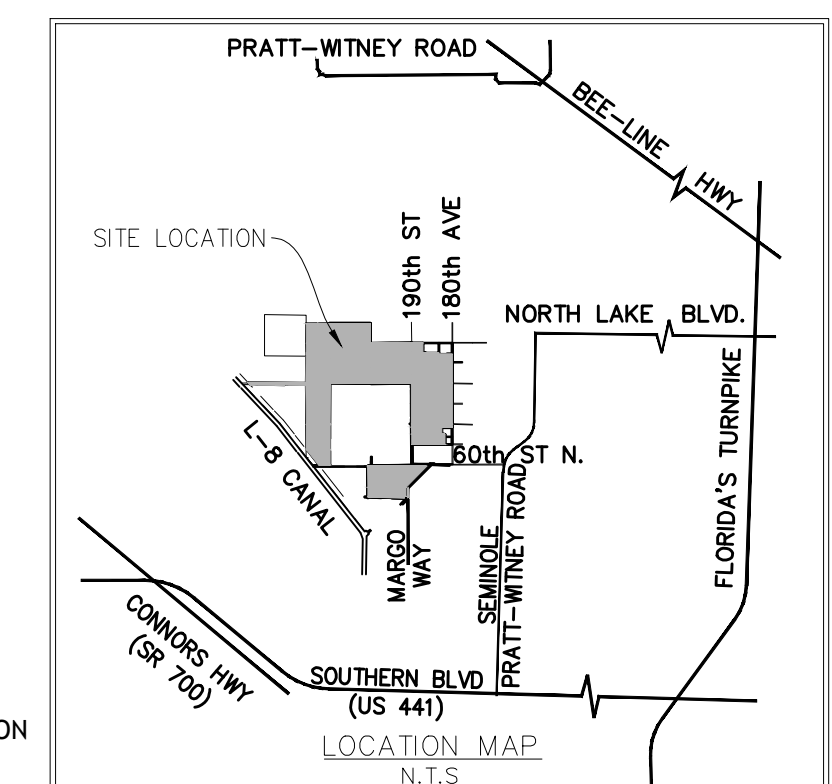 PRATT-WITNEY ROAD
BEE-LINE
HWY
SITE LOCATION
190th ST
180th AVE
NORTH LAKE BLVD.
FLORIDA'S TURNPIKE
L-8 CANAL
60th ST N.
MARGO
WAY
SEMINOLE
PRATT-WITNEY ROAD
CONNORS HWY
(SR 700)
SOUTHERN BLVD
(US 441)
ON
LOCATION MAP
N.T.S